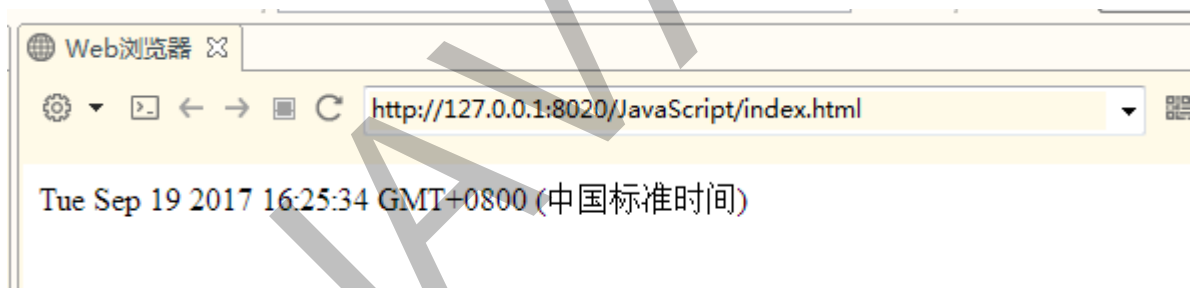 Web浏览器
http://127.0.0.1:8020/JavaScript/index.html
Tue Sep 19 2017 16:25:34 GMT+0800 (中国标准时间)